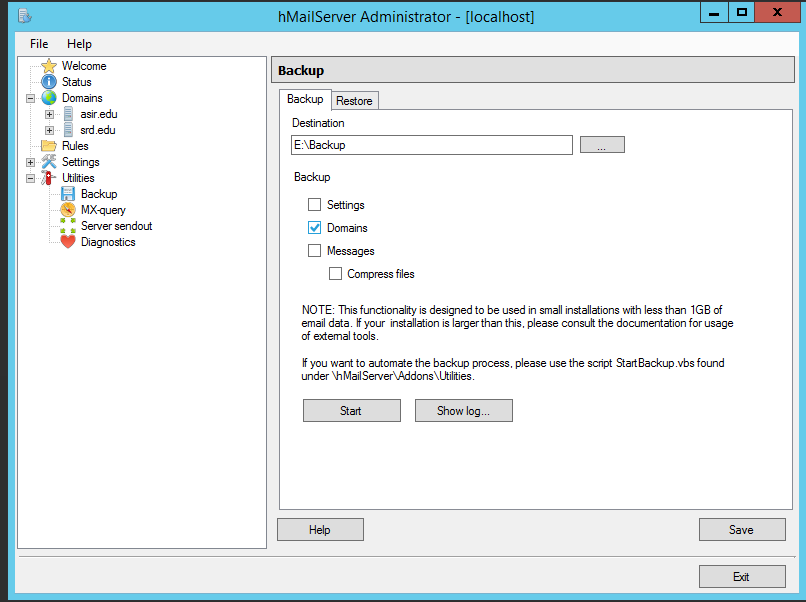 hMailServer Administrator - [localhost]
File Help
Welcome
Status
Domains
asir.edu
srd.edu
Rules
Settings
Utilities
Backup
MX-query
Server sendout
Diagnostics
Backup
Backup Restore
Destination
E:\Backup ...
Backup
Settings
Domains
Messages
Compress files
NOTE: This functionality is designed to be used in small installations with less than 1GB of
email data. If your installation is larger than this, please consult the documentation for usage
of external tools.
If you want to automate the backup process, please use the script StartBackup.vbs found
under \hMailServer\Addons\Utilities.
Start Show log...
Help Save
Exit